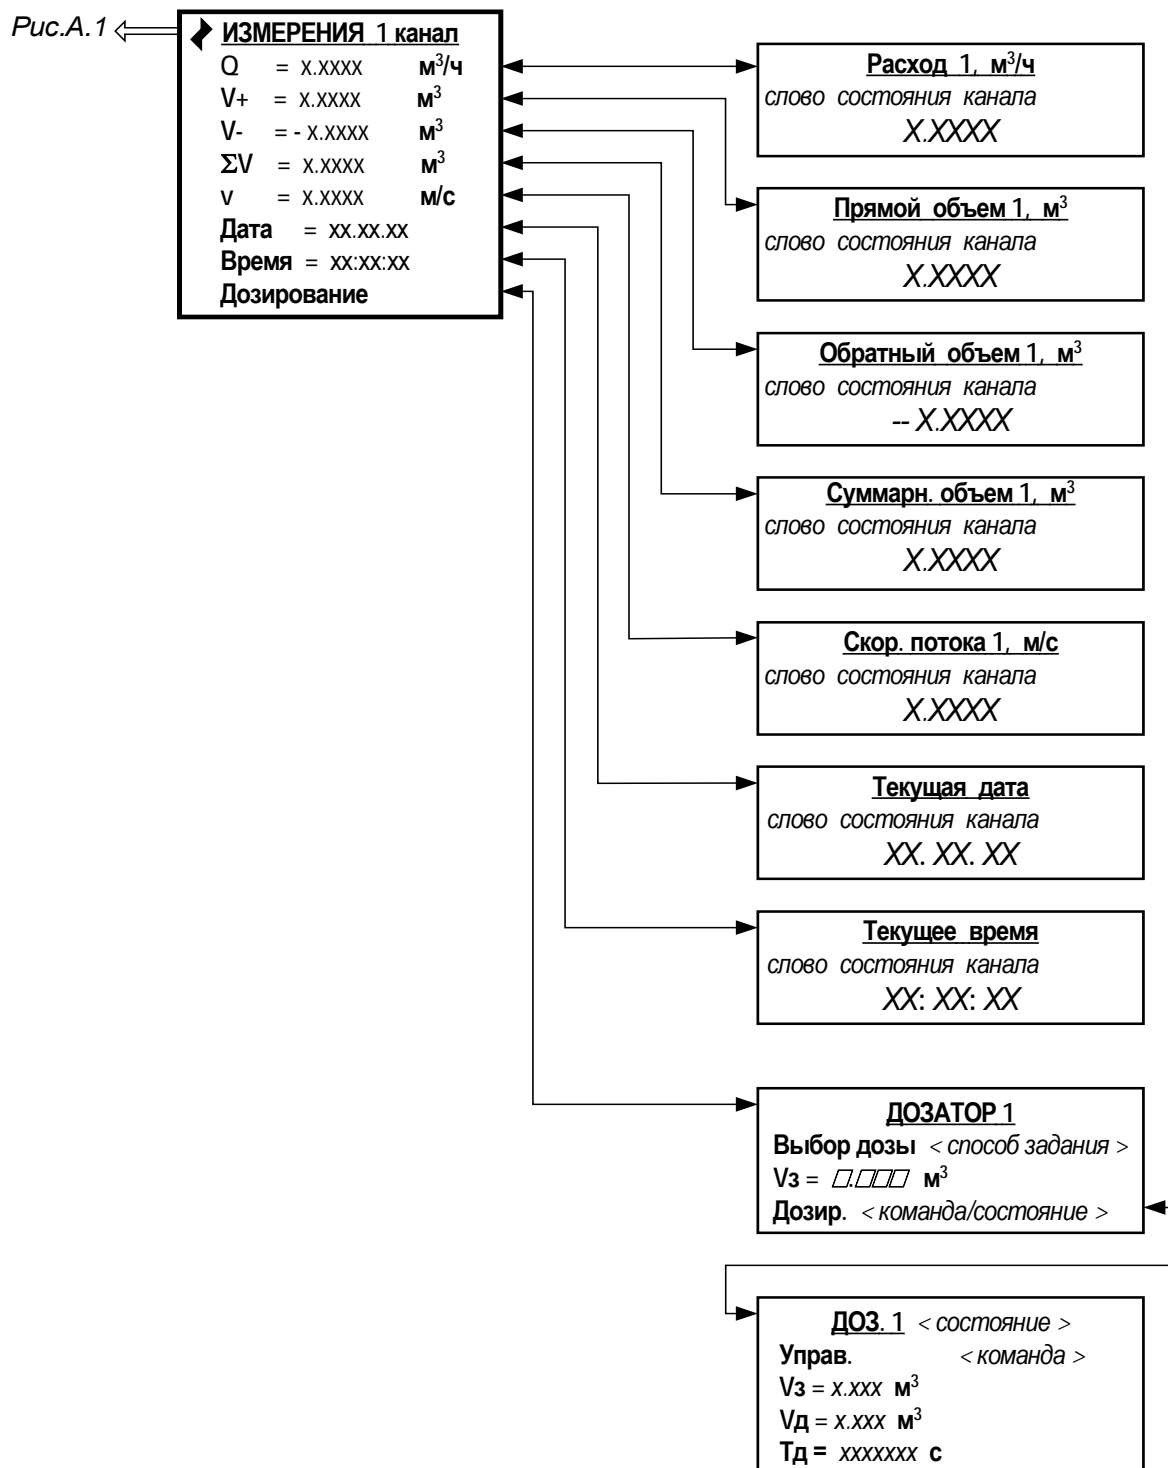 Рис.А.1
ИЗМЕРЕНИЯ 1 канал
Q = x.xxxx м³/ч
V+ = x.xxxx м³
V- = - x.xxxx м³
ΣV = x.xxxx м³
v = x.xxxx м/с
Дата = xx.xx.xx
Время = xx:xx:xx
Дозирование
Расход 1, м³/ч
слово состояния канала
X.XXXX
Прямой объем 1, м³
слово состояния канала
X.XXXX
Обратный объем 1, м³
слово состояния канала
-- X.XXXX
Суммарн. объем 1, м³
слово состояния канала
X.XXXX
Скор. потока 1, м/с
слово состояния канала
X.XXXX
Текущая дата
слово состояния канала
XX. XX. XX
Текущее время
слово состояния канала
XX: XX: XX
ДОЗАТОР 1
Выбор дозы < способ задания >
Vз = ▯.▯▯▯ м³
Дозир. < команда/состояние >
ДОЗ. 1 < состояние >
Управ. < команда >
Vз = x.xxx м³
Vд = x.xxx м³
Тд = xxxxxxx с